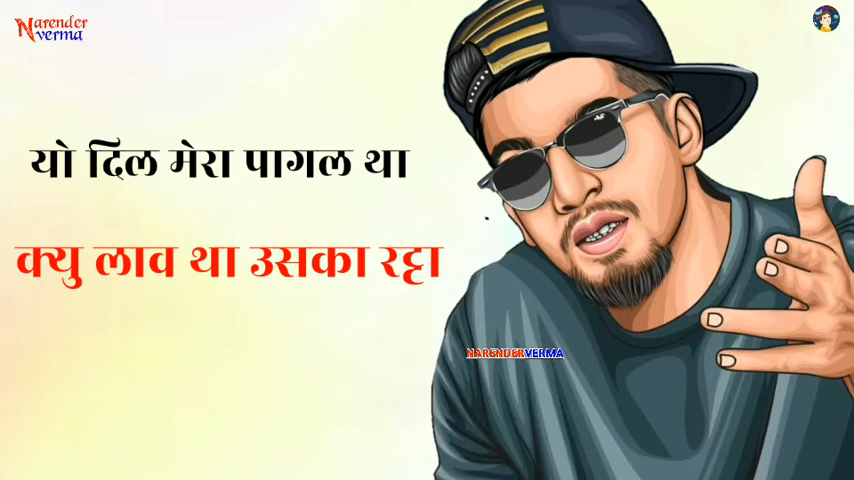 Narender
verma
यो दिल मेरा पागल था
क्यु लाव था उसका रट्टा
NARENDERVERMA